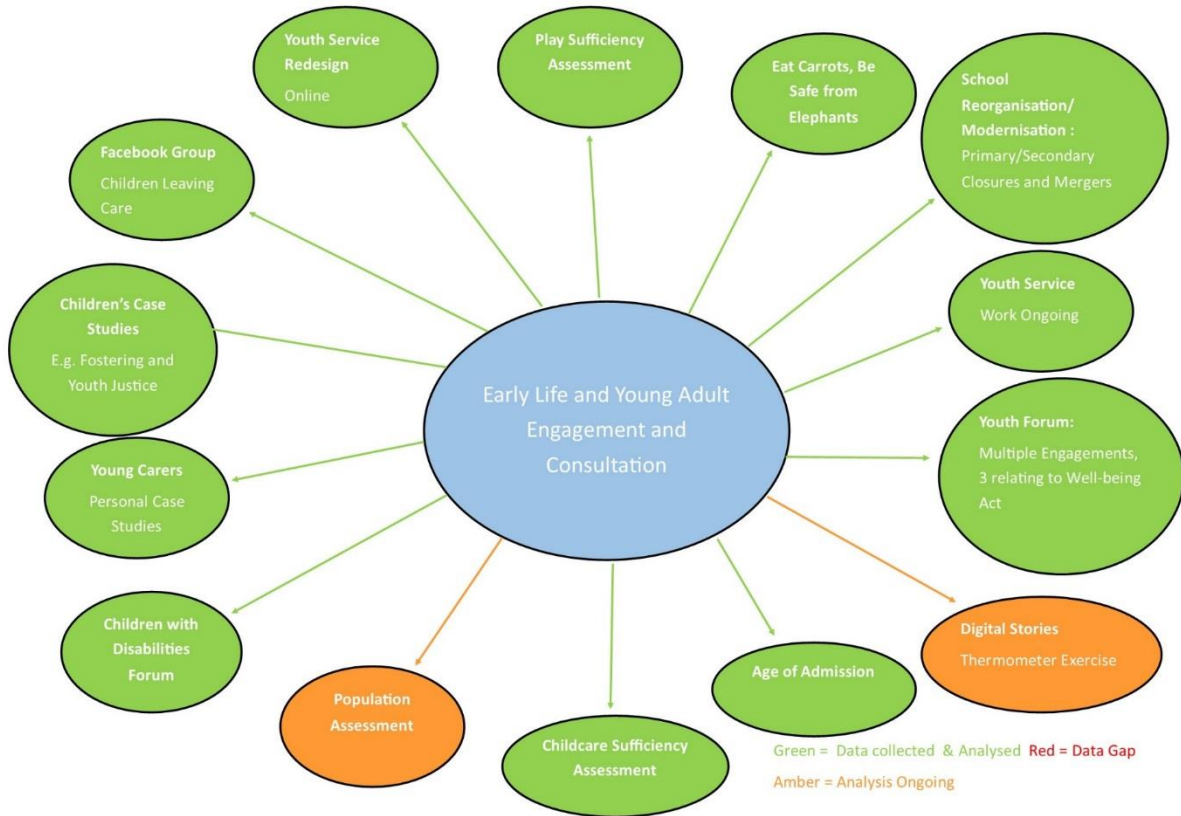 Youth Service
Redesign
Online
Play Sufficiency
Assessment
Eat Carrots, Be
Safe from
Elephants
School
Reorganisation/
Modernisation :
Primary/Secondary
Closures and Mergers
Facebook Group
Children Leaving
Care
Children’s Case
Studies
E.g. Fostering and
Youth Justice
Youth Service
Work Ongoing
Early Life and Young Adult
Engagement and
Consultation
Youth Forum:
Multiple Engagements,
3 relating to Well-being
Act
Young Carers
Personal Case
Studies
Children with
Disabilities
Forum
Population
Assessment
Childcare Sufficiency
Assessment
Age of Admission
Digital Stories
Thermometer Exercise
Green = Data collected & Analysed Red = Data Gap
Amber = Analysis Ongoing